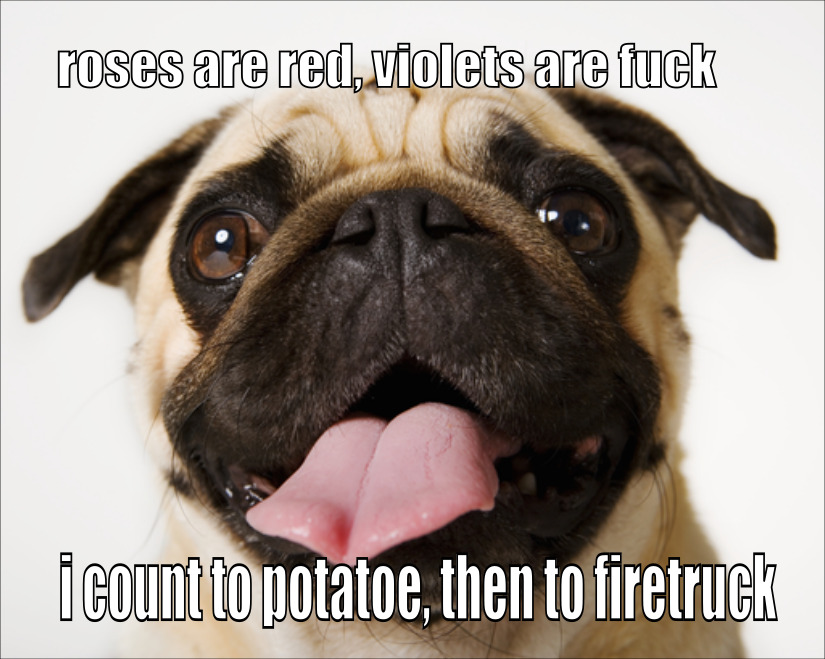 roses are red, violets are fuck
i count to potatoe, then to firetruck